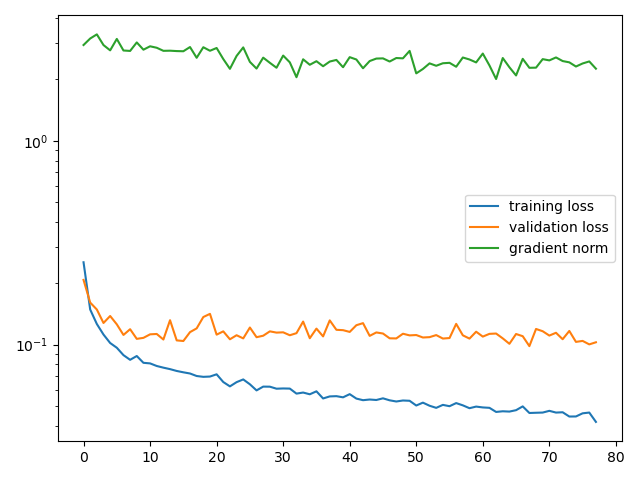 10⁰
10⁻¹
training loss
validation loss
gradient norm
0 10 20 30 40 50 60 70 80